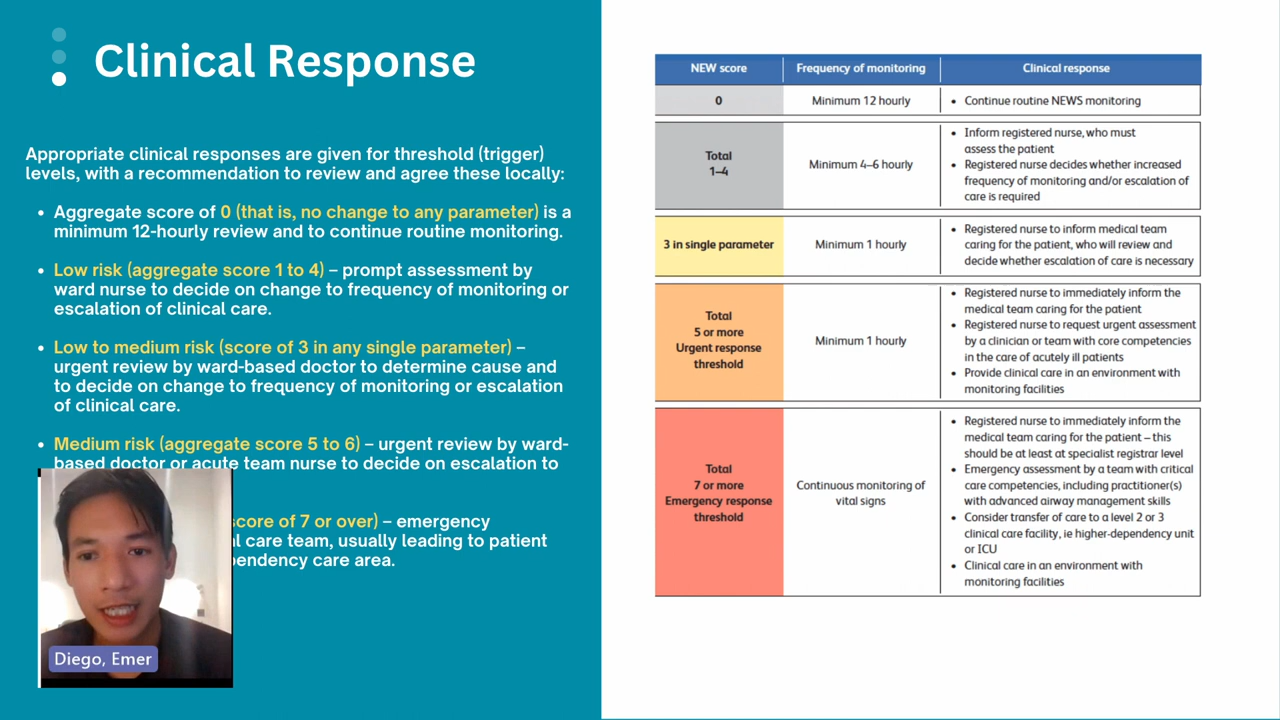 Clinical Response
Appropriate clinical responses are given for threshold (trigger)
levels, with a recommendation to review and agree these locally:
• Aggregate score of 0 (that is, no change to any parameter) is a
minimum 12-hourly review and to continue routine monitoring.
• Low risk (aggregate score 1 to 4) – prompt assessment by
ward nurse to decide on change to frequency of monitoring or
escalation of clinical care.
• Low to medium risk (score of 3 in any single parameter) –
urgent review by ward-based doctor to determine cause and
to decide on change to frequency of monitoring or escalation
of clinical care.
• Medium risk (aggregate score 5 to 6) – urgent review by ward-
based doctor or acute team nurse to decide on escalation to
score of 7 or over) – emergency
care team, usually leading to patient
care area.
Diego, Emer
NEW score
Frequency of monitoring
Clinical response
0
Minimum 12 hourly
• Continue routine NEWS monitoring
Total
1–4
Minimum 4–6 hourly
• Inform registered nurse, who must
assess the patient
• Registered nurse decides whether increased
frequency of monitoring and/or escalation of
care is required
3 in single parameter
Minimum 1 hourly
• Registered nurse to inform medical team
caring for the patient, who will review and
decide whether escalation of care is necessary
Total
5 or more
Urgent response
threshold
Minimum 1 hourly
• Registered nurse to immediately inform the
medical team caring for the patient
• Registered nurse to request urgent assessment
by a clinician or team with core competencies
in the care of acutely ill patients
• Provide clinical care in an environment with
monitoring facilities
Total
7 or more
Emergency response
threshold
Continuous monitoring of
vital signs
• Registered nurse to immediately inform the
medical team caring for the patient – this
should be at least at specialist registrar level
• Emergency assessment by a team with critical
care competencies, including practitioner(s)
with advanced airway management skills
• Consider transfer of care to a level 2 or 3
clinical care facility, ie higher-dependency unit
or ICU
• Clinical care in an environment with
monitoring facilities